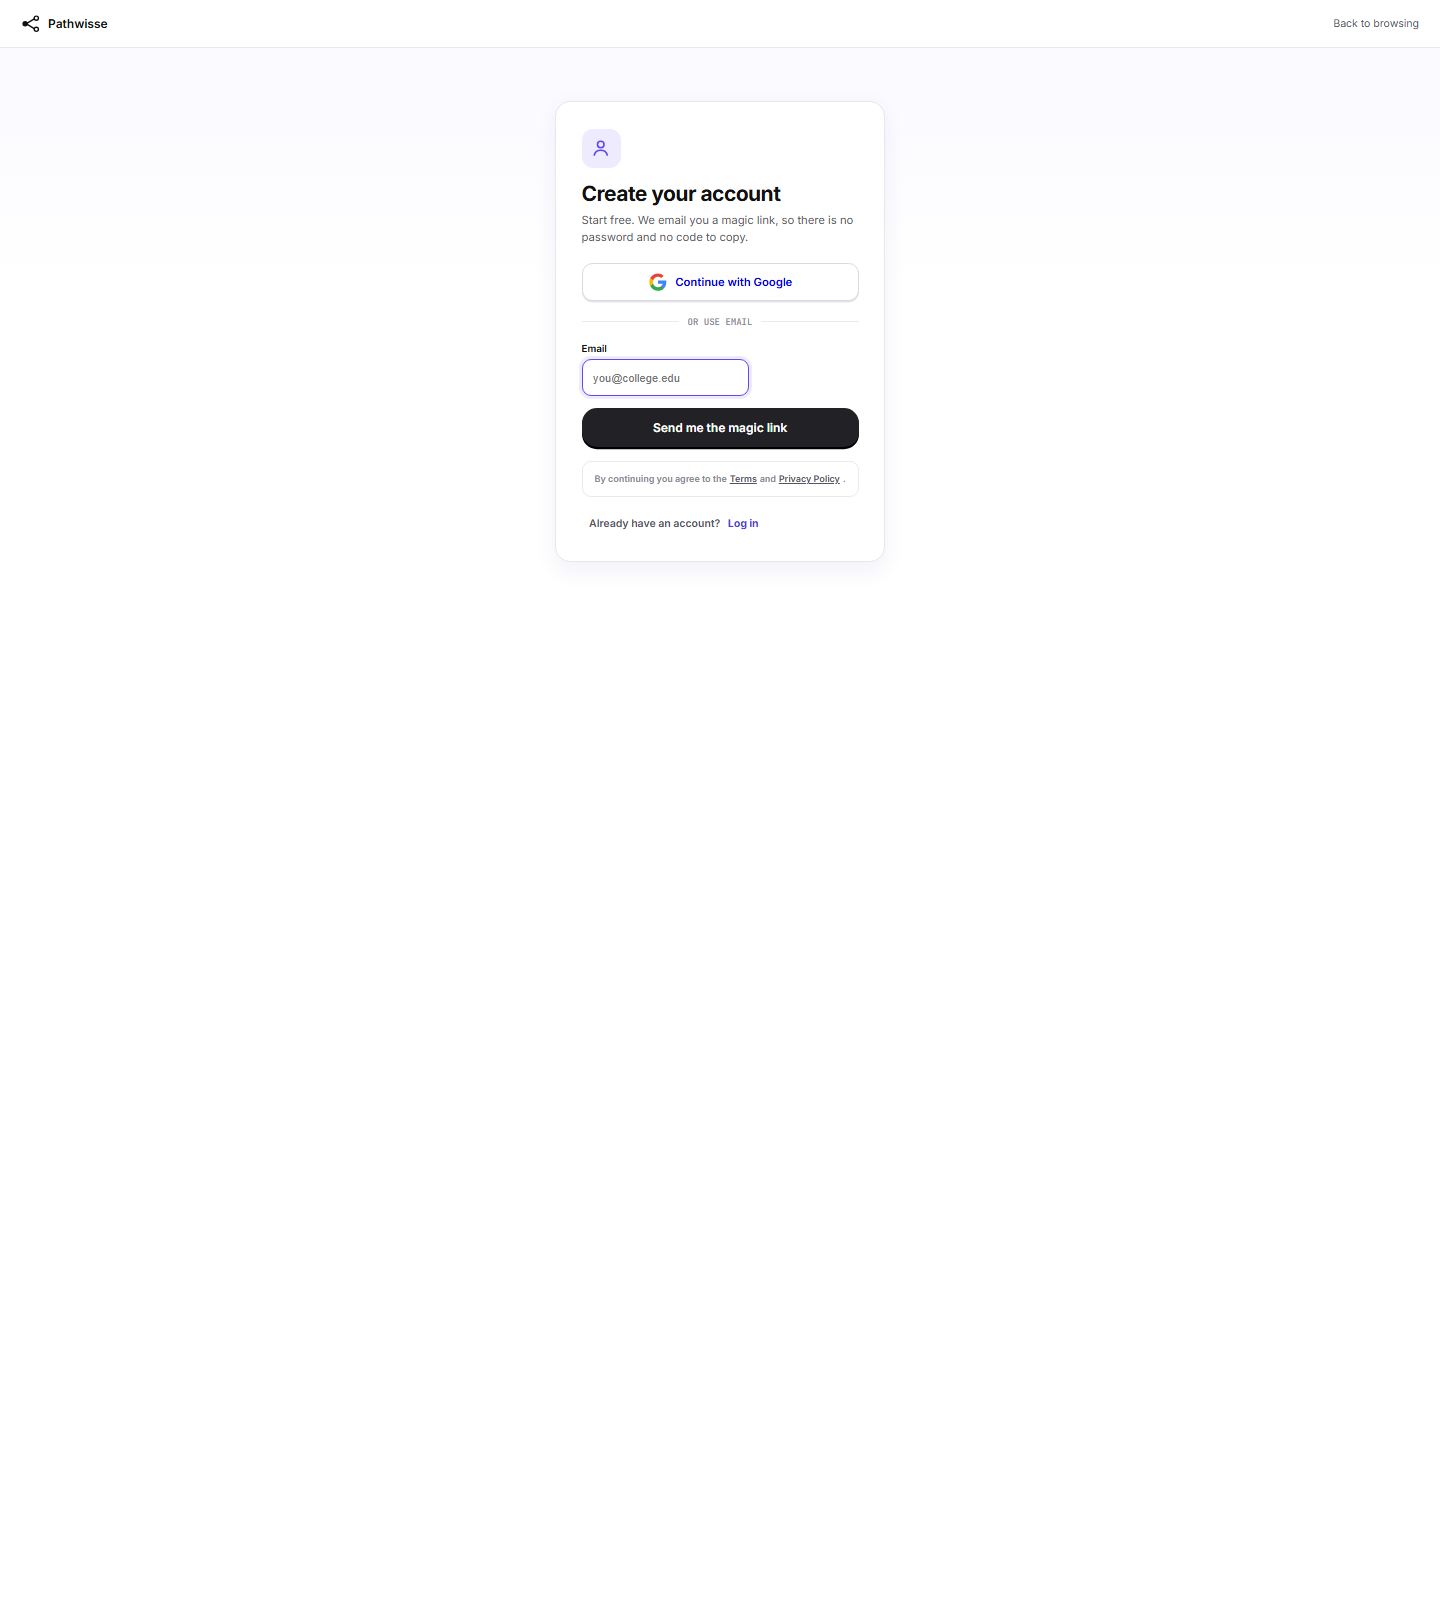 Pathwisse
Back to browsing
Create your account
Start free. We email you a magic link, so there is no
password and no code to copy.
Continue with Google
OR USE EMAIL
Email
you@college.edu
Send me the magic link
By continuing you agree to the Terms and Privacy Policy .
Already have an account? Log in